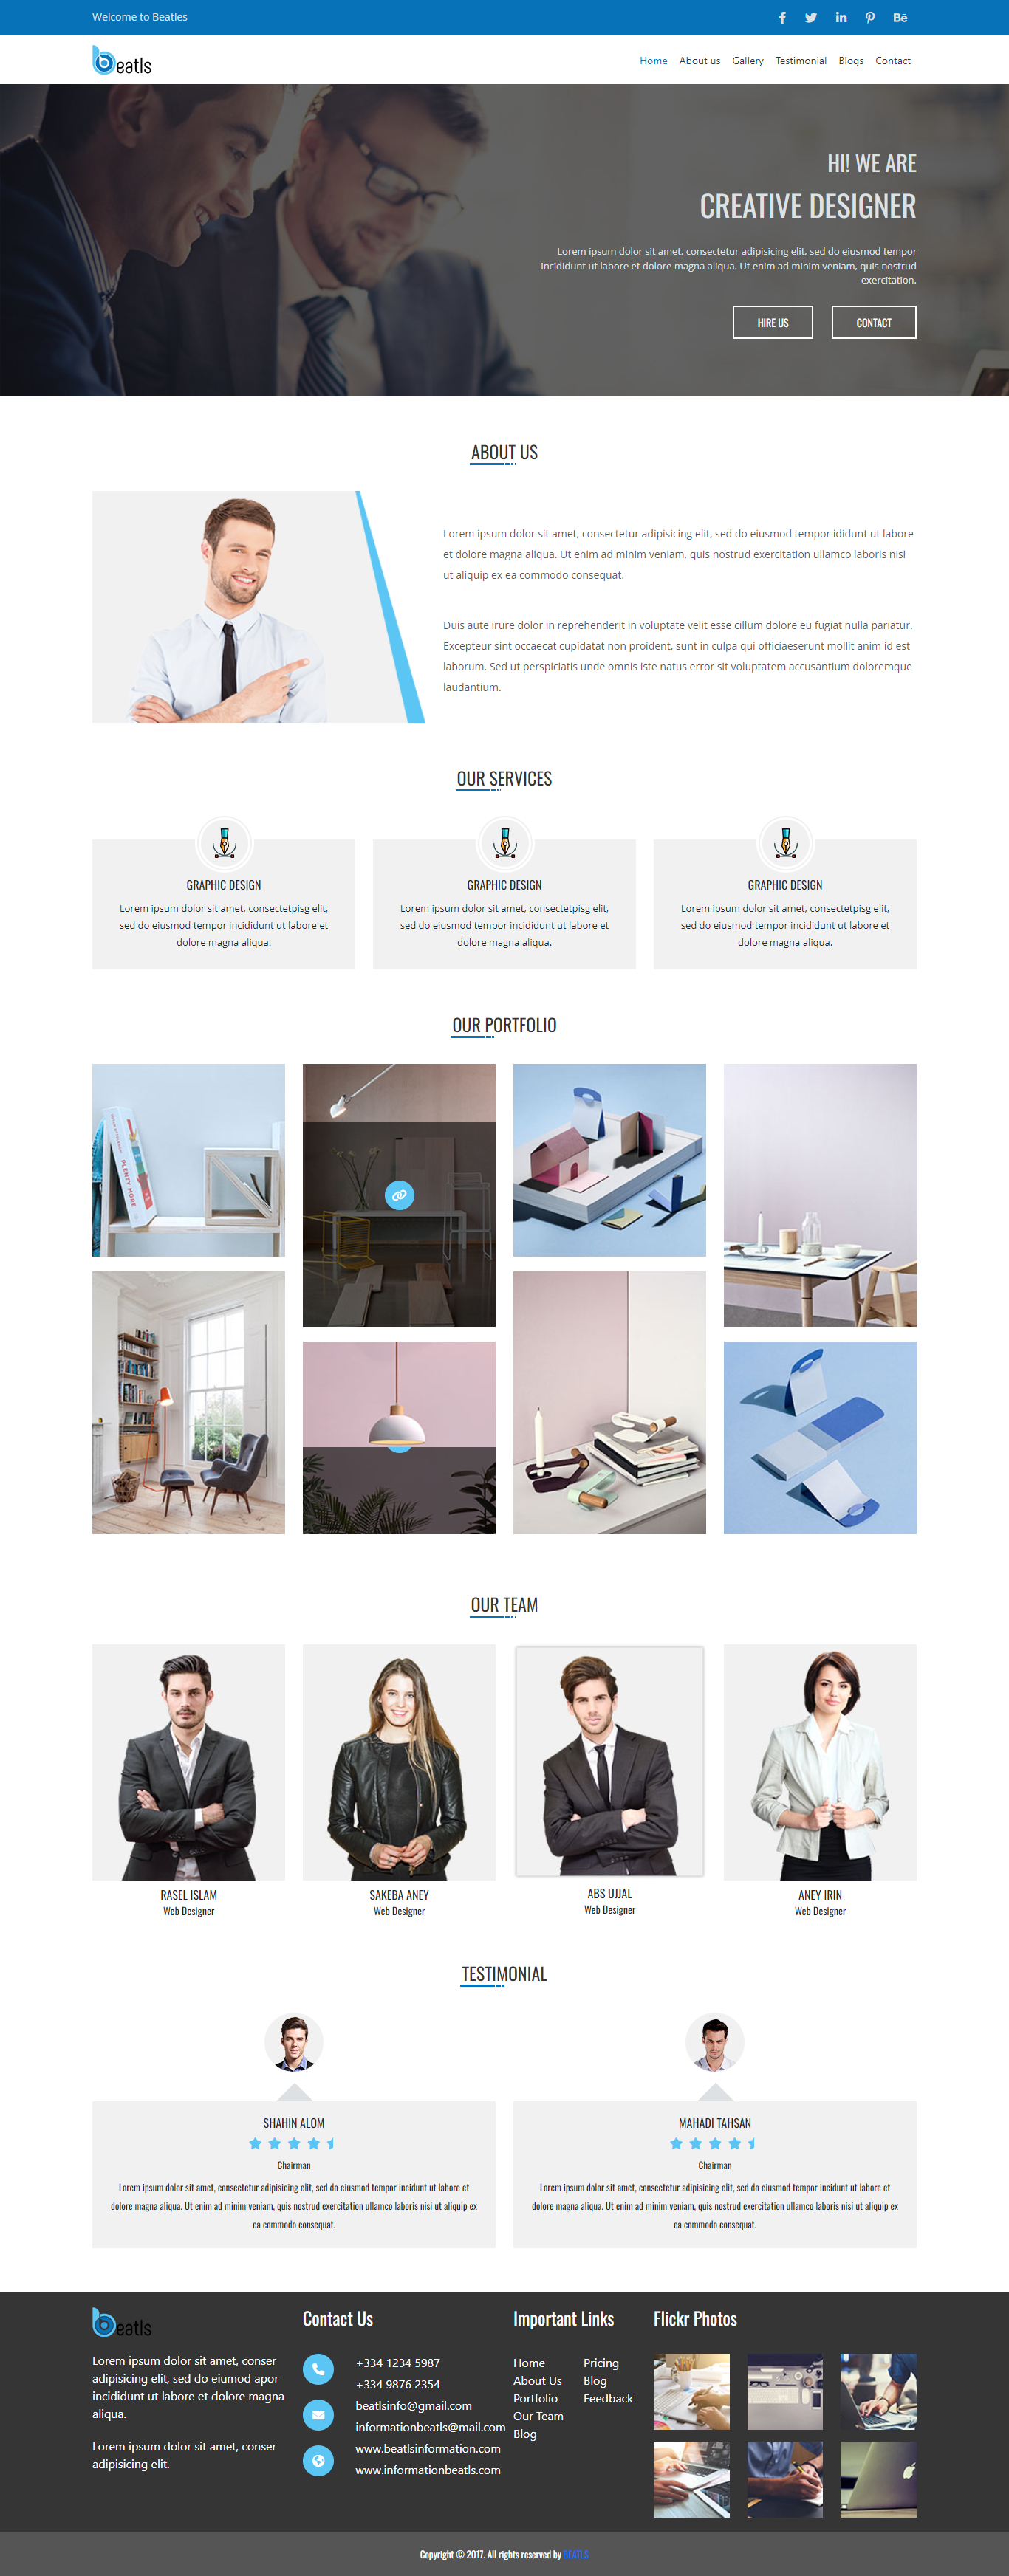 Welcome to Beatles
beatls
Home About us Gallery Testimonial Blogs Contact
HI! WE ARE
CREATIVE DESIGNER
Lorem ipsum dolor sit amet, consectetur adipisicing elit, sed do eiusmod tempor
incididunt ut labore et dolore magna aliqua. Ut enim ad minim veniam, quis nostrud
exercitation.
HIRE US CONTACT
ABOUT US
Lorem ipsum dolor sit amet, consectetur adipisicing elit, sed do eiusmod tempor ididunt ut labore
et dolore magna aliqua. Ut enim ad minim veniam, quis nostrud exercitation ullamco laboris nisi
ut aliquip ex ea commodo consequat.
Duis aute irure dolor in reprehenderit in voluptate velit esse cillum dolore eu fugiat nulla pariatur.
Excepteur sint occaecat cupidatat non proident, sunt in culpa qui officiaeserunt mollit anim id est
laborum. Sed ut perspiciatis unde omnis iste natus error sit voluptatem accusantium doloremque
laudantium.
OUR SERVICES
GRAPHIC DESIGN
Lorem ipsum dolor sit amet, consectetpisg elit,
sed do eiusmod tempor incididunt ut labore et
dolore magna aliqua.
GRAPHIC DESIGN
Lorem ipsum dolor sit amet, consectetpisg elit,
sed do eiusmod tempor incididunt ut labore et
dolore magna aliqua.
GRAPHIC DESIGN
Lorem ipsum dolor sit amet, consectetpisg elit,
sed do eiusmod tempor incididunt ut labore et
dolore magna aliqua.
OUR PORTFOLIO
PLENTY MORE
OUR TEAM
RASEL ISLAM
Web Designer
SAKEBA ANEY
Web Designer
ABS UJJAL
Web Designer
ANEY IRIN
Web Designer
TESTIMONIAL
SHAHIN ALOM
Chairman
Lorem ipsum dolor sit amet, consectetur adipisicing elit, sed do eiusmod tempor incidunt ut labore et
dolore magna aliqua. Ut enim ad minim veniam, quis nostrud exercitation ullamco laboris nisi ut aliquip ex
ea commodo consequat.
MAHADI TAHSAN
Chairman
Lorem ipsum dolor sit amet, consectetur adipisicing elit, sed do eiusmod tempor incidunt ut labore et
dolore magna aliqua. Ut enim ad minim veniam, quis nostrud exercitation ullamco laboris nisi ut aliquip ex
ea commodo consequat.
beatls
Lorem ipsum dolor sit amet, conser
adipisicing elit, sed do eiumod apor
incididunt ut labore et dolore magna
aliqua.
Lorem ipsum dolor sit amet, conser
adipisicing elit.
Contact Us
+334 1234 5987
+334 9876 2354
beatlsinfo@gmail.com
informationbeatls@mail.com
www.beatlsinformation.com
www.informationbeatls.com
Important Links
Home
About Us
Portfolio
Our Team
Blog
Pricing
Blog
Feedback
Flickr Photos
Copyright © 2017. All rights reserved by BEATLS